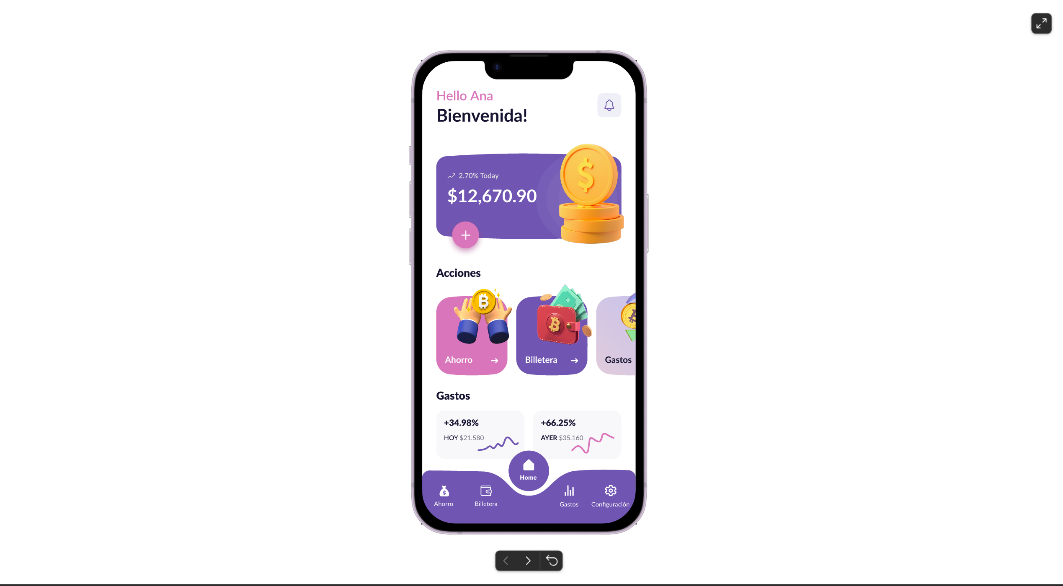 Hello Ana
Bienvenida!
2.70% Today
$12,670.90
Acciones
Ahorro
Billetera
Gastos
Gastos
+34.98%
HOY $21.580
+66.25%
AYER $35.160
Home
Ahorro
Billetera
Gastos
Configuración